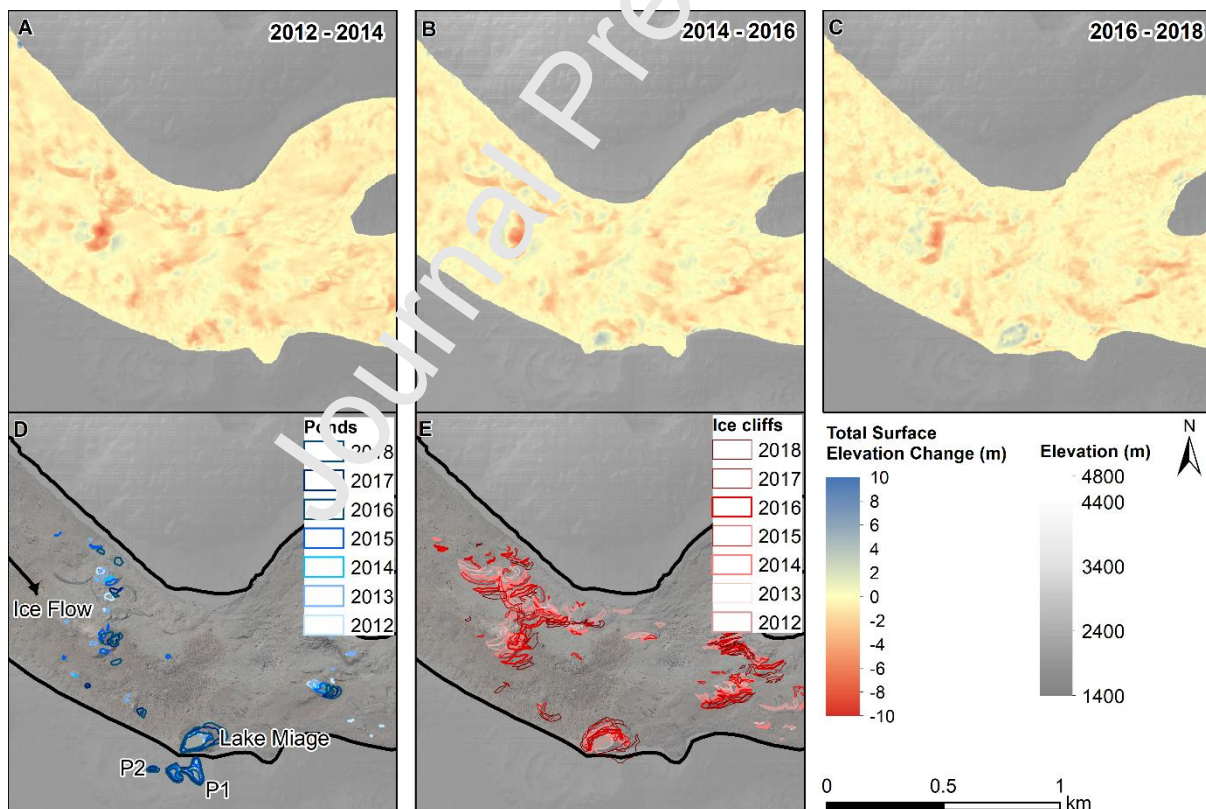 A
2012 - 2014
B
2014 - 2016
C
2016 - 2018
Journal Pre
D
Ponds
2018
2017
2016
2015
2014
2013
2012
Ice Flow
Lake Miage
P2
P1
E
Ice cliffs
2018
2017
2016
2015
2014
2013
2012
Total Surface
Elevation Change (m)
10
8
6
4
2
0
-2
-4
-6
-8
-10
Elevation (m)
4800
4400
3400
2400
1400
N
0
0.5
1
km